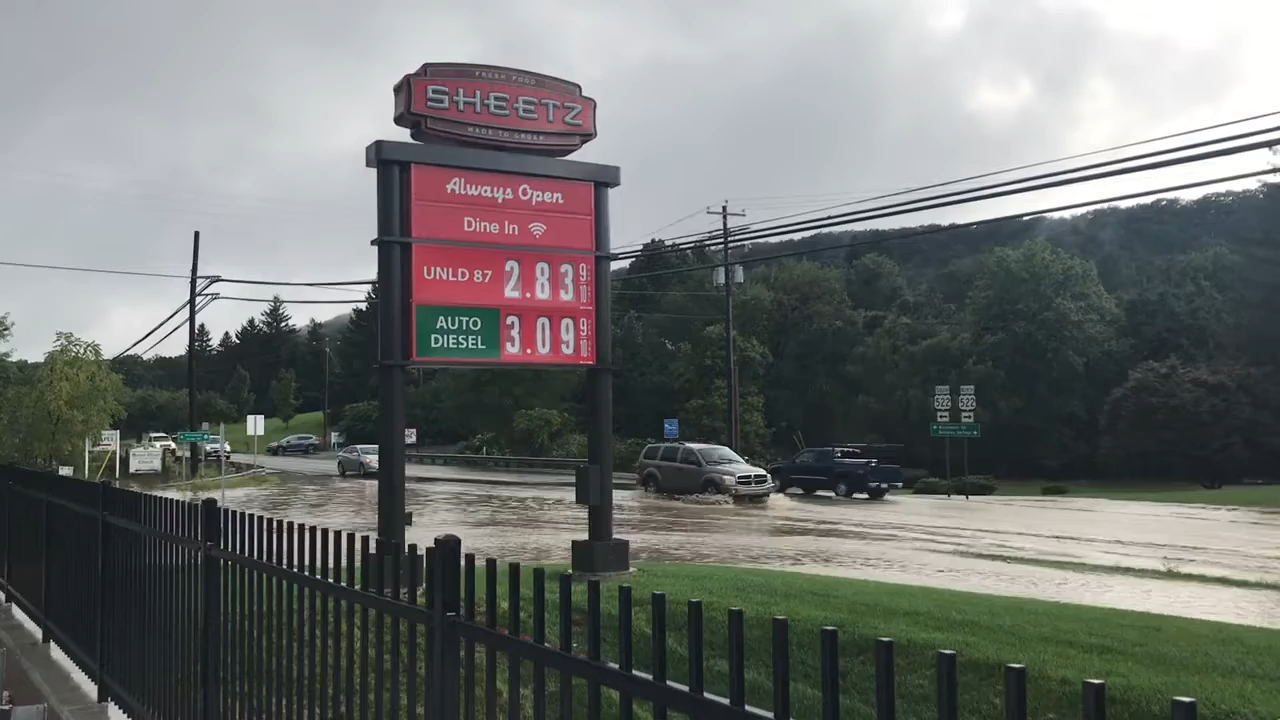 FRESH FOOD
SHEETZ
MADE TO ORDER
Always Open
Dine In
UNLD 87 2.83 9/10
AUTO
DIESEL
3.09 9/10
522 522